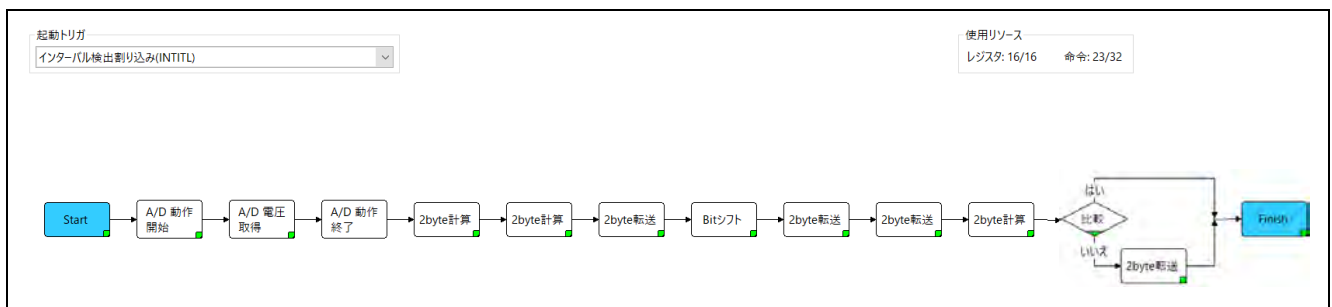 起動トリガ
インターバル検出割り込み(INTITL)
使用リソース
レジスタ: 16/16 命令: 23/32
Start
A/D 動作
開始
A/D 電圧
取得
A/D 動作
終了
2byte計算
2byte計算
2byte転送
Bitシフト
2byte転送
2byte転送
2byte計算
はい
比較
いいえ
2byte転送
Finish